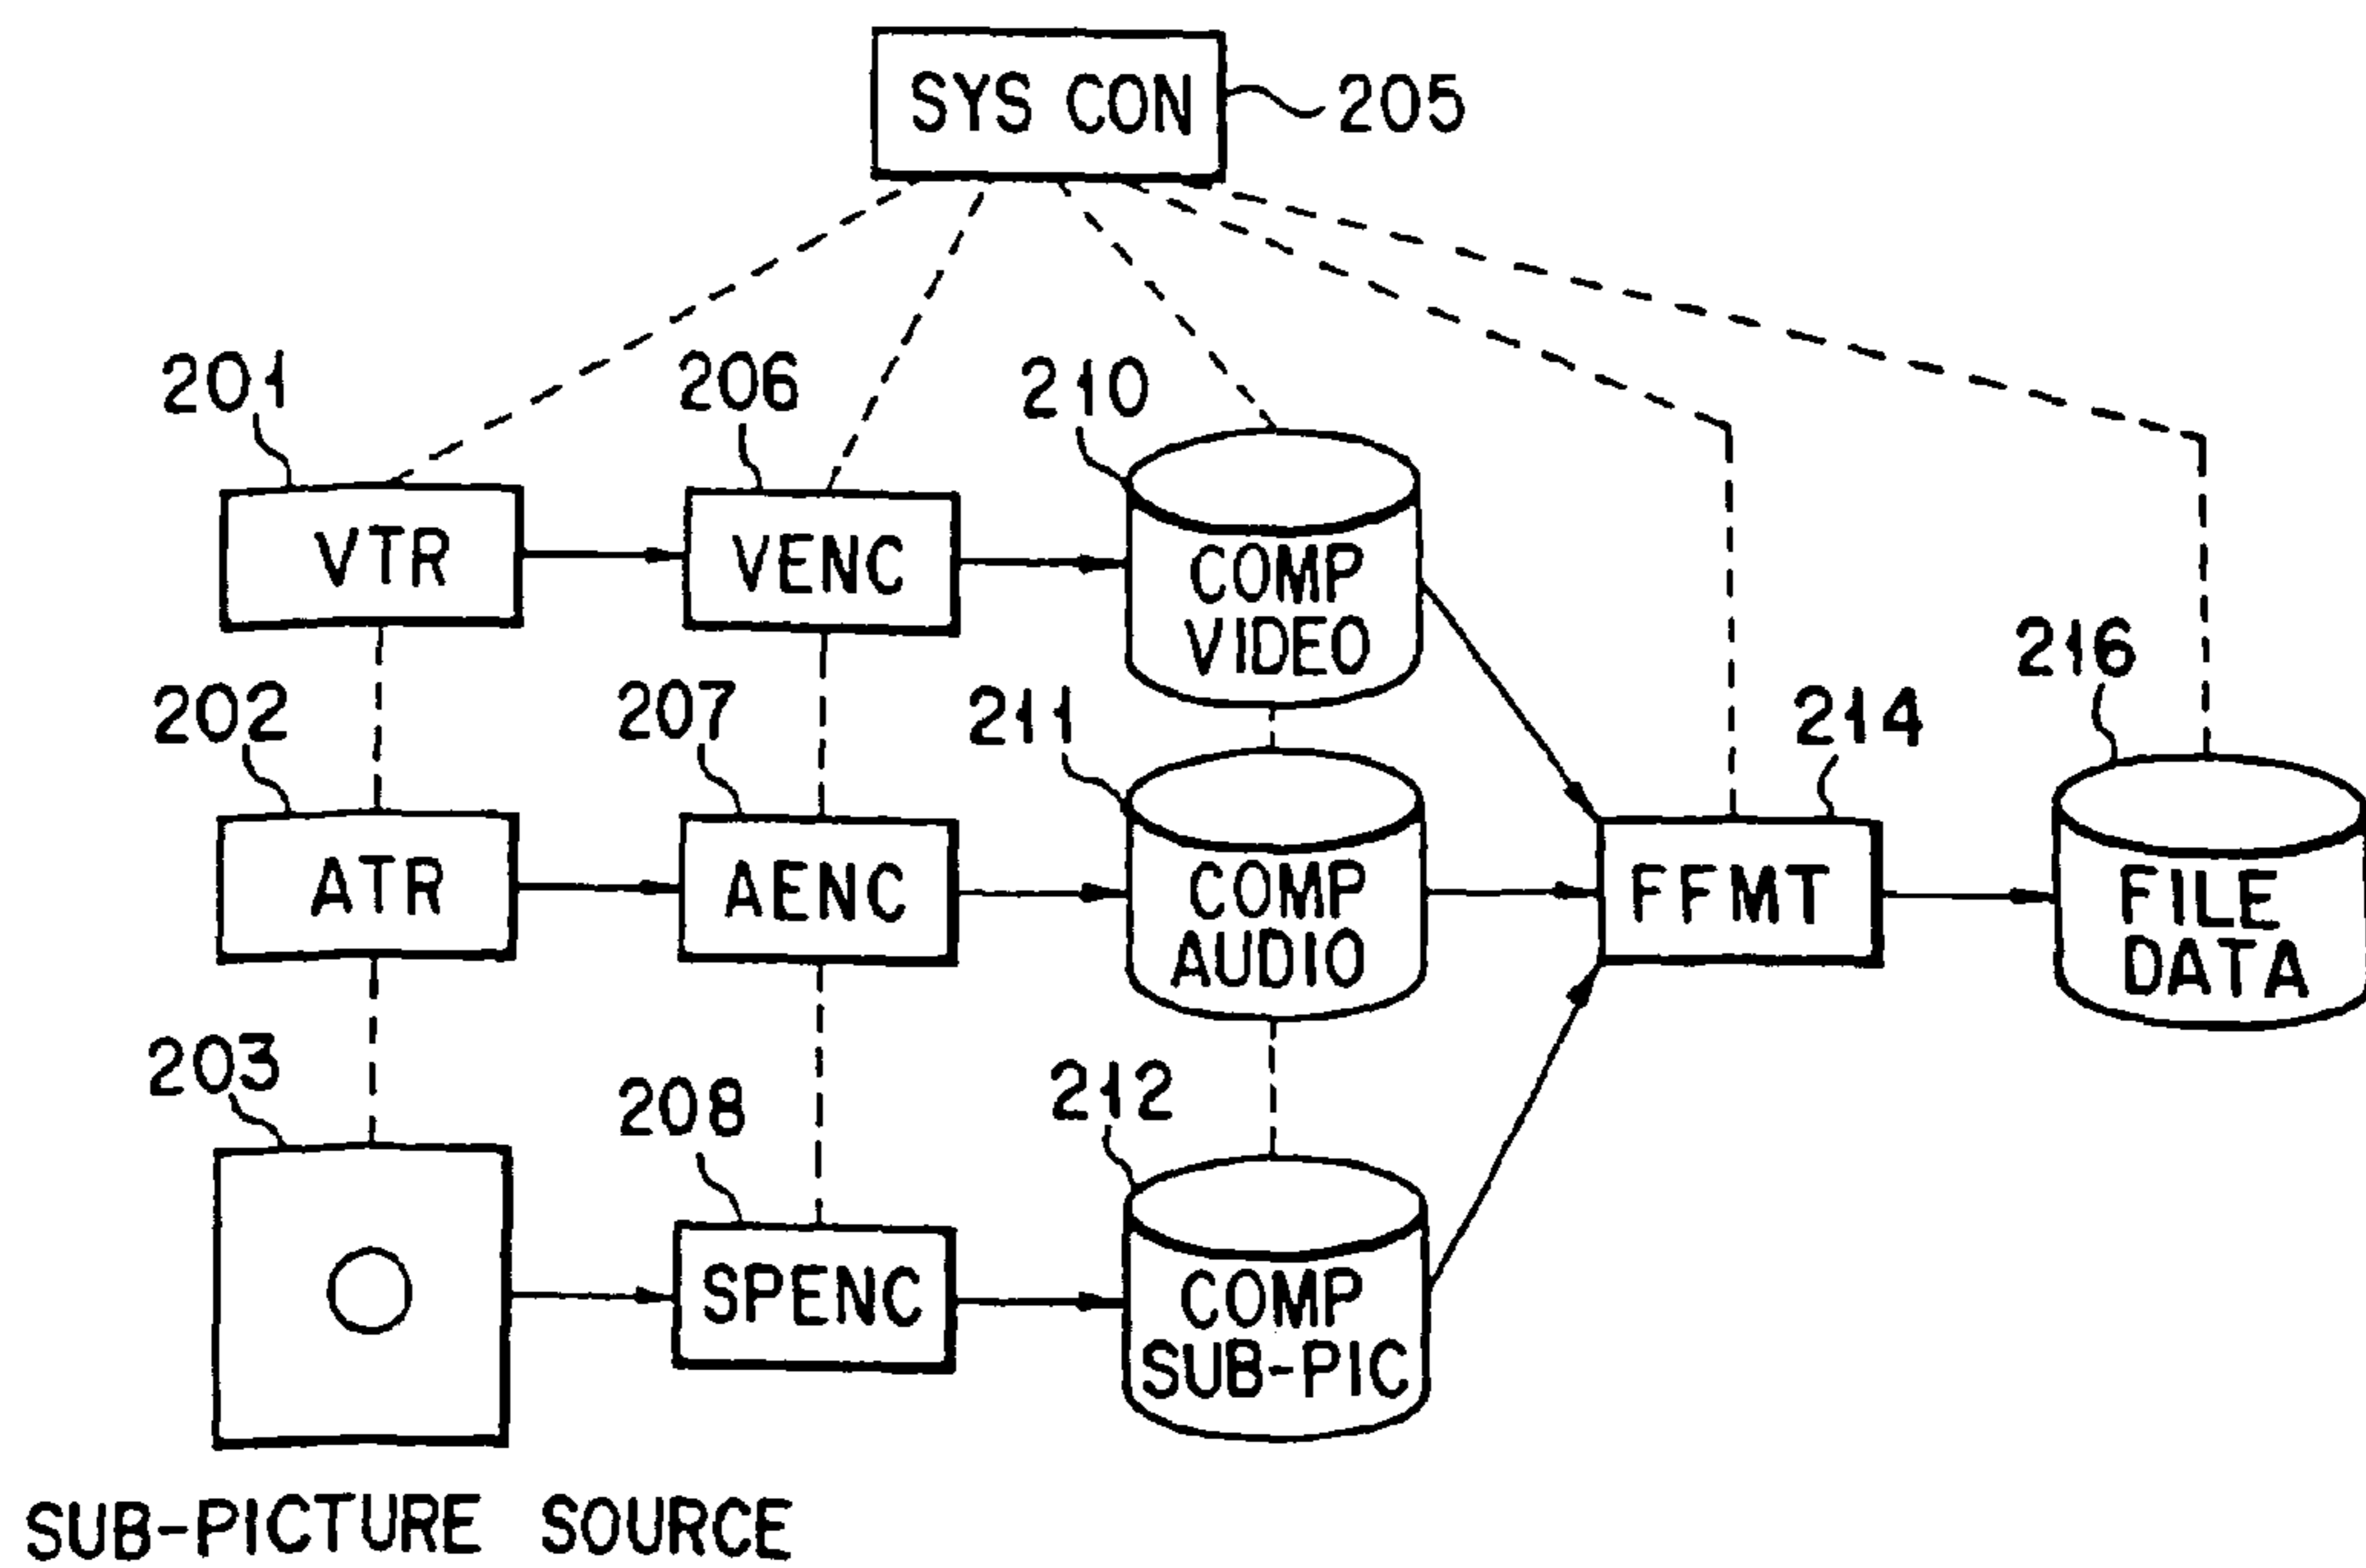 SYS CON
205
201
206
210
VTR
VENC
COMP
VIDEO
216
202
207
211
214
ATR
AENC
COMP
AUDIO
FFMT
FILE
DATA
203
208
212
SPENC
COMP
SUB-PIC
SUB-PICTURE SOURCE